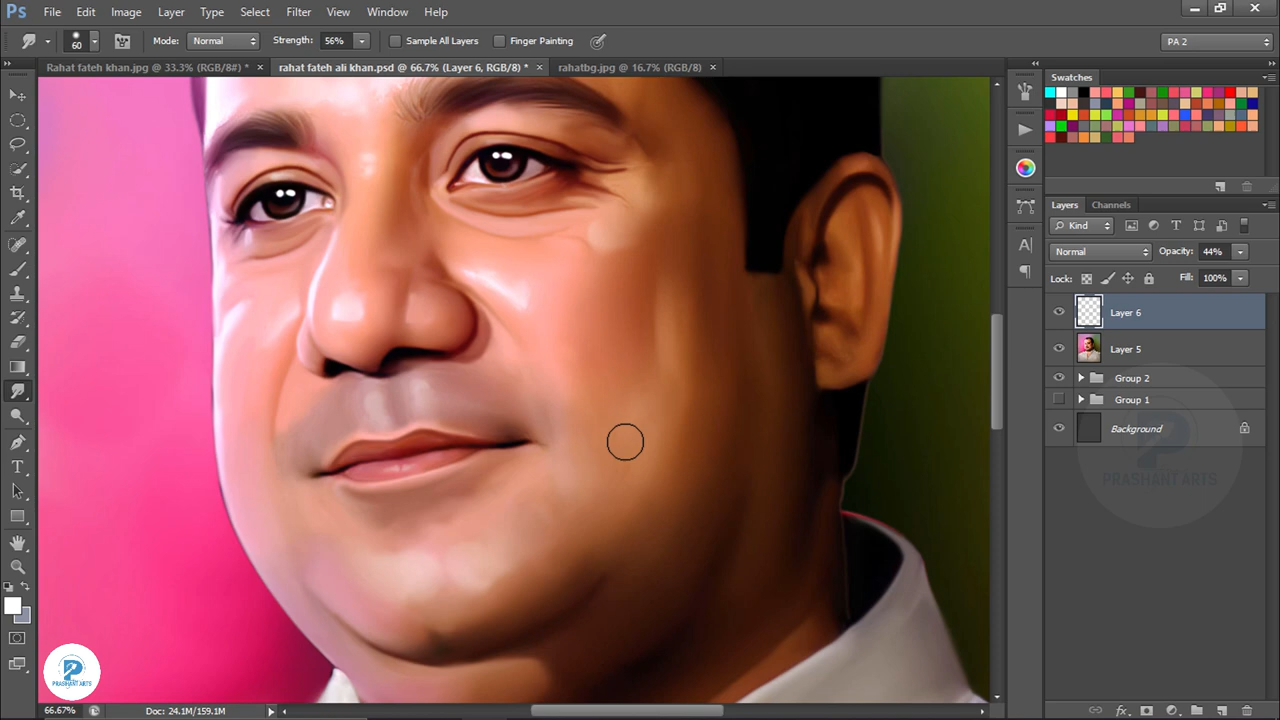 Ps File Edit Image Layer Type Select Filter View Window Help
60 Mode: Normal Strength: 56% Sample All Layers Finger Painting PA 2
Rahat fateh khan.jpg @ 33.3% (RGB/8#) * × rahat fateh ali khan.psd @ 66.7% (Layer 6, RGB/8) * × rahatbg.jpg @ 16.7% (RGB/8) ×
Swatches
Layers Channels
Kind
Normal Opacity: 44%
Lock: Fill: 100%
Layer 6
Layer 5
Group 2
Group 1
Background
PRASHANT ARTS
PRASHANT ARTS
66.67% Doc: 24.1M/159.1M